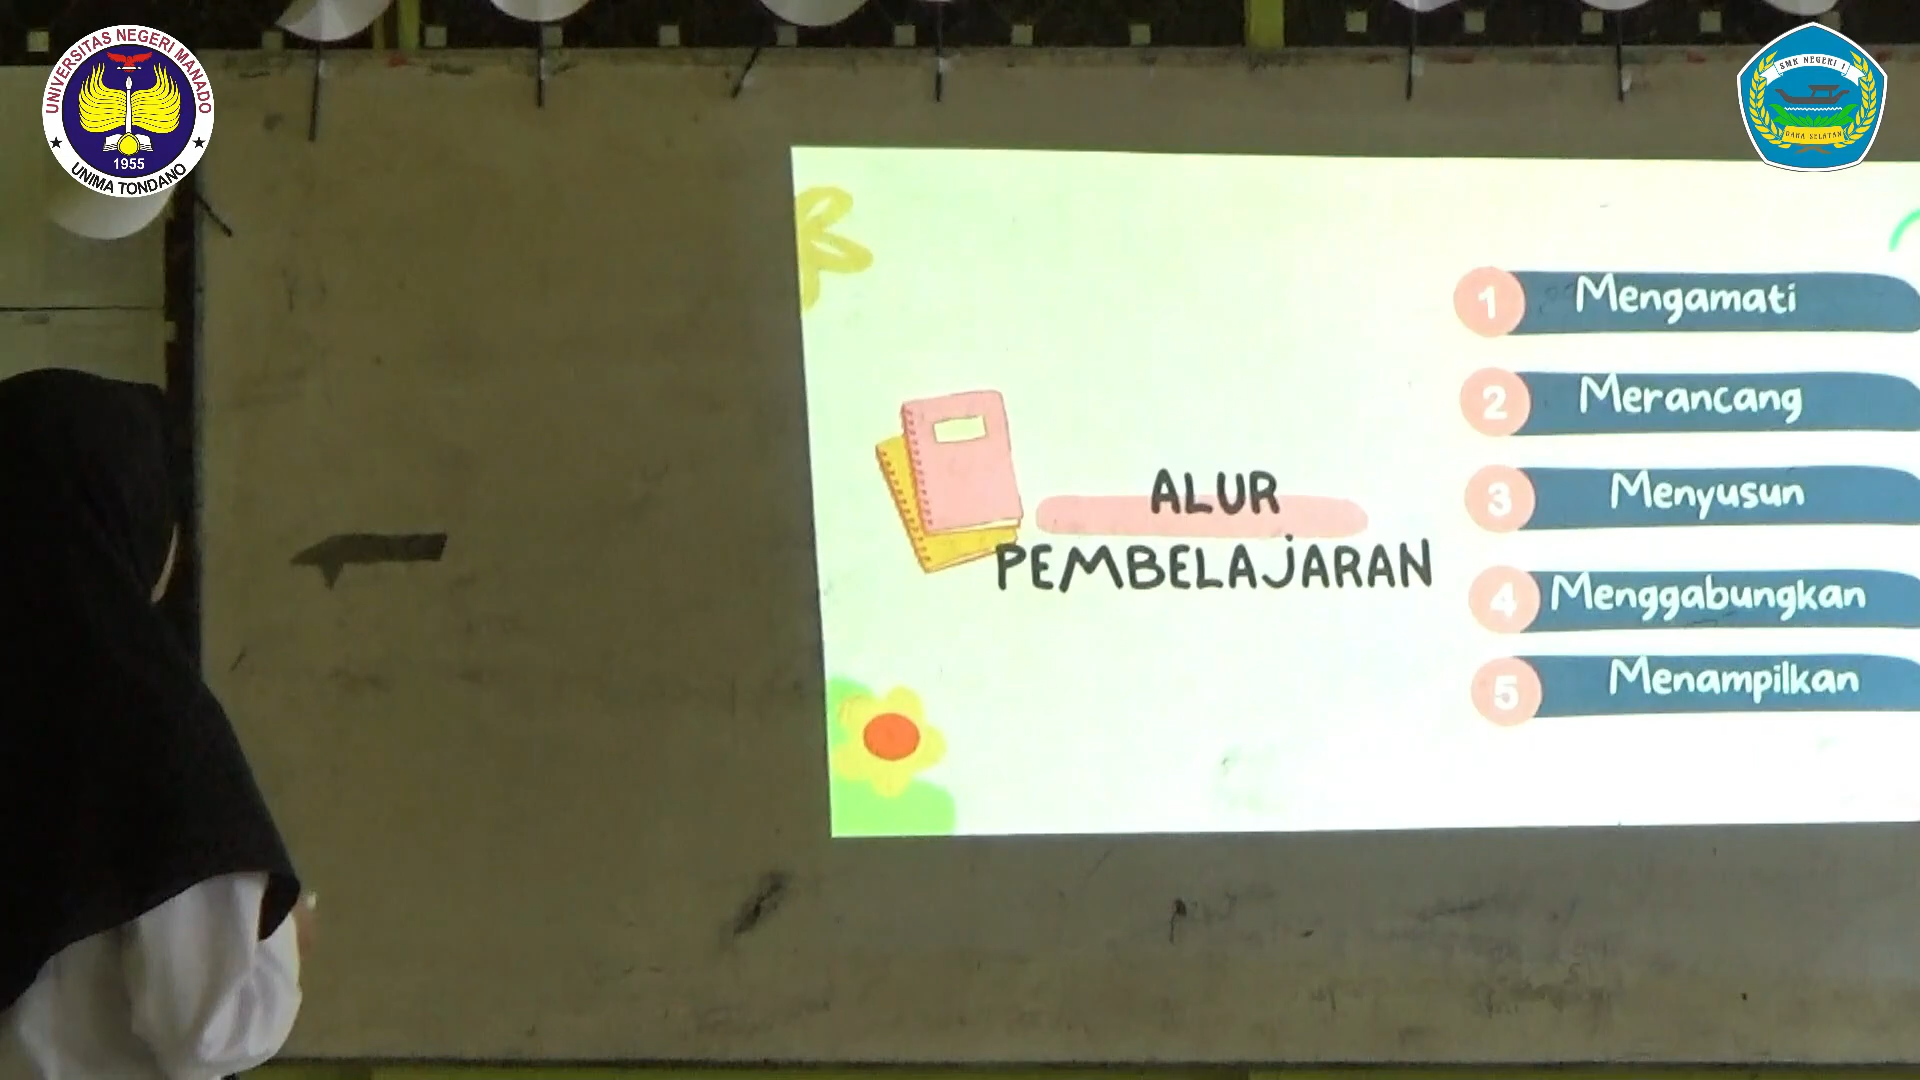 UNIVERSITAS NEGERI MANADO
1955
UNIMA TONDANO
SMK NEGERI 1
ALUR
PEMBELAJARAN
1 Mengamati
2 Merancang
3 Menyusun
4 Menggabungkan
5 Menampilkan